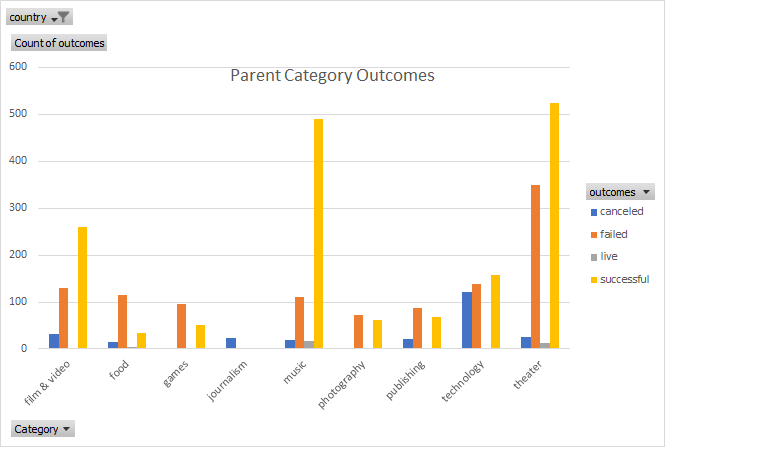 country
Count of outcomes
Parent Category Outcomes
600
500
400
300
200
100
0
film & video
food
games
journalism
music
photography
publishing
technology
theater
outcomes
canceled
failed
live
successful
Category